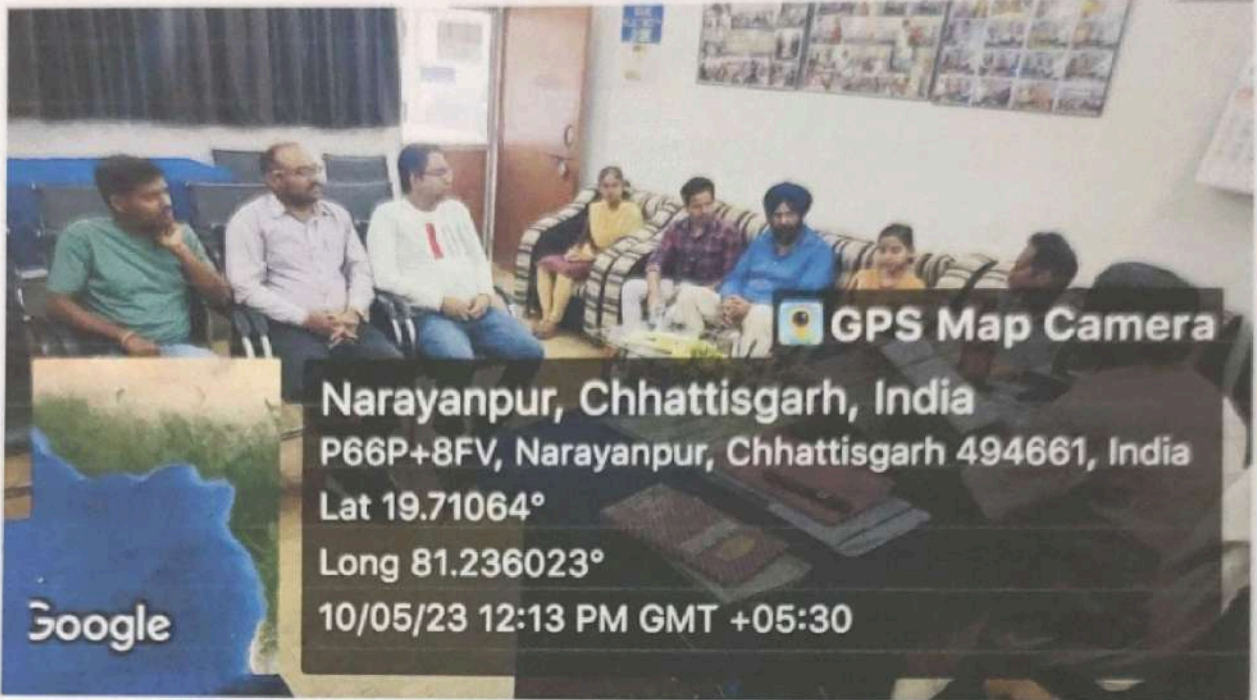 GPS Map Camera
Narayanpur, Chhattisgarh, India
P66P+8FV, Narayanpur, Chhattisgarh 494661, India
Lat 19.71064°
Long 81.236023°
10/05/23 12:13 PM GMT +05:30
Google